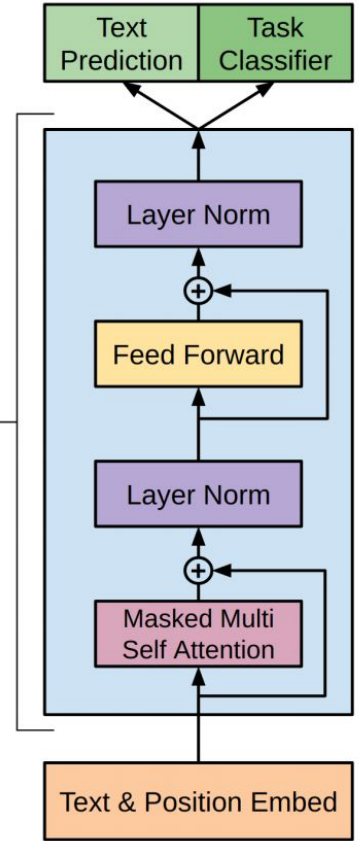 Text
Prediction
Task
Classifier
Layer Norm
+
Feed Forward
Layer Norm
+
Masked Multi
Self Attention
Text & Position Embed